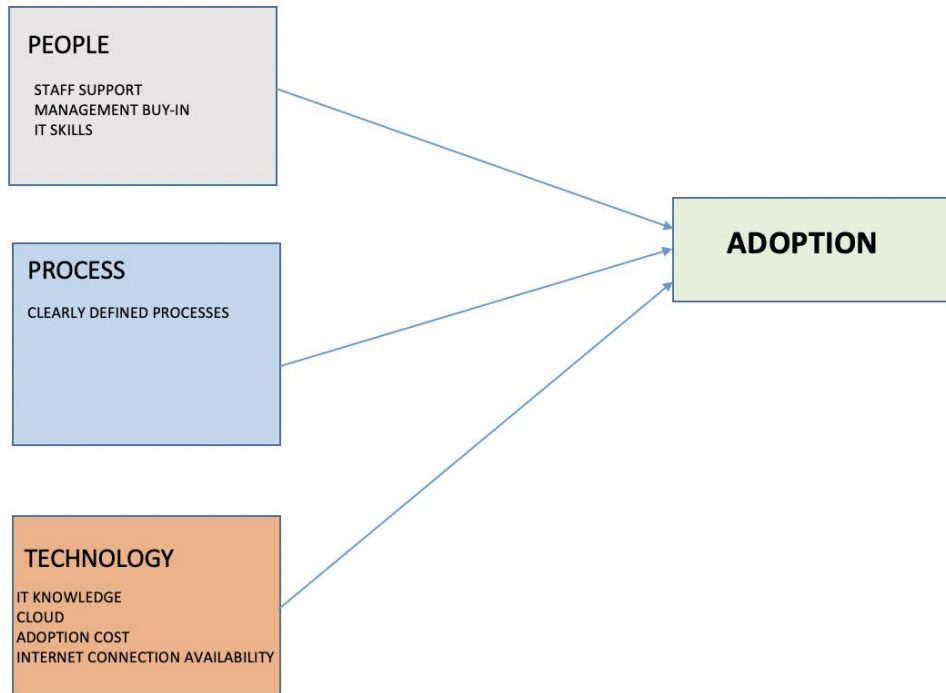 PEOPLE
STAFF SUPPORT
MANAGEMENT BUY-IN
IT SKILLS
ADOPTION
PROCESS
CLEARLY DEFINED PROCESSES
TECHNOLOGY
IT KNOWLEDGE
CLOUD
ADOPTION COST
INTERNET CONNECTION AVAILABILITY